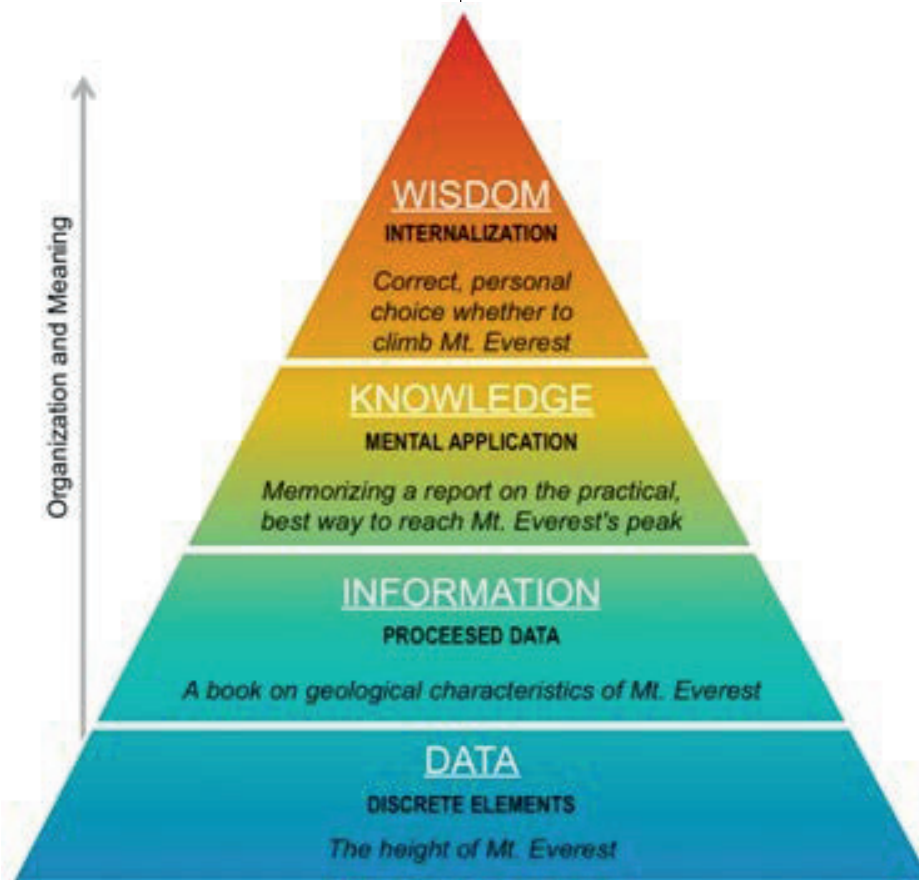 Organization and Meaning
WISDOM
INTERNALIZATION
Correct, personal
choice whether to
climb Mt. Everest
KNOWLEDGE
MENTAL APPLICATION
Memorizing a report on the practical,
best way to reach Mt. Everest's peak
INFORMATION
PROCEESED DATA
A book on geological characteristics of Mt. Everest
DATA
DISCRETE ELEMENTS
The height of Mt. Everest